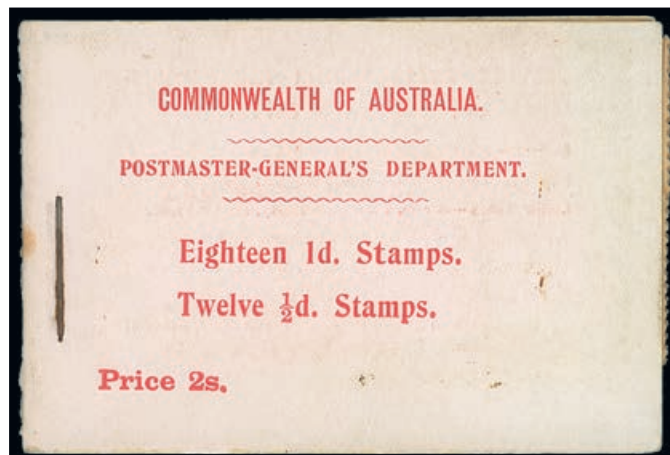 COMMONWEALTH OF AUSTRALIA.
POSTMASTER-GENERAL'S DEPARTMENT.
Eighteen 1d. Stamps.
Twelve ½d. Stamps.
Price 2s.